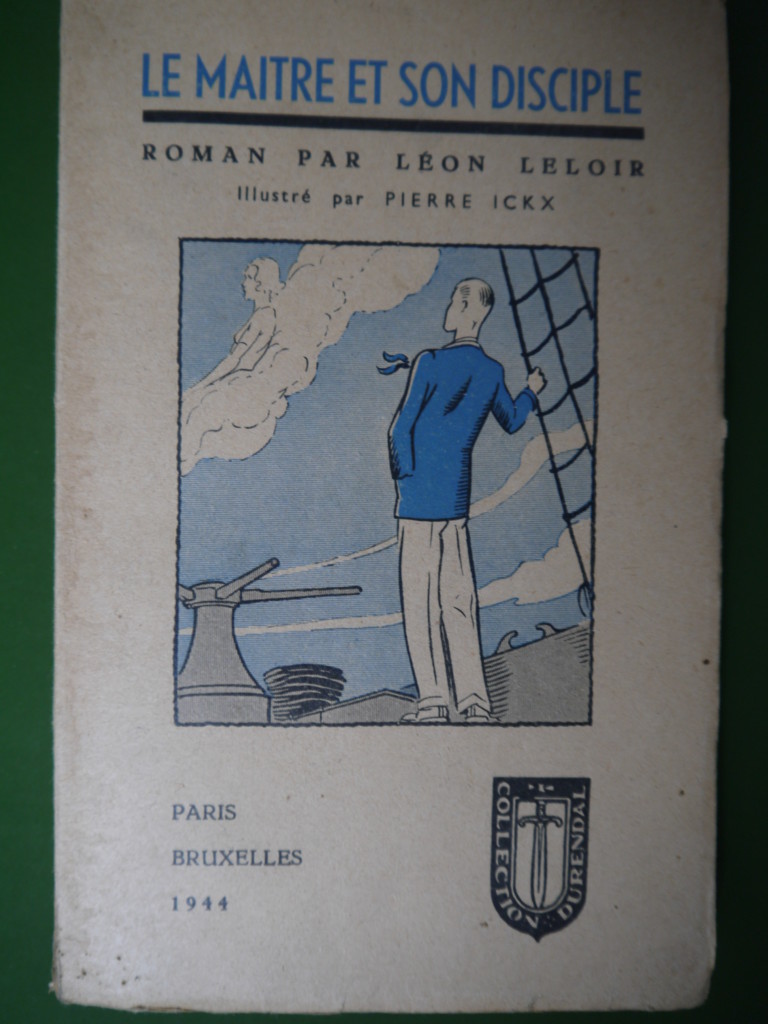 LE MAITRE ET SON DISCIPLE
ROMAN PAR LÉON LELOIR
Illustré par PIERRE ICKX
PARIS
BRUXELLES
1944
COLLECTION DURENDAL